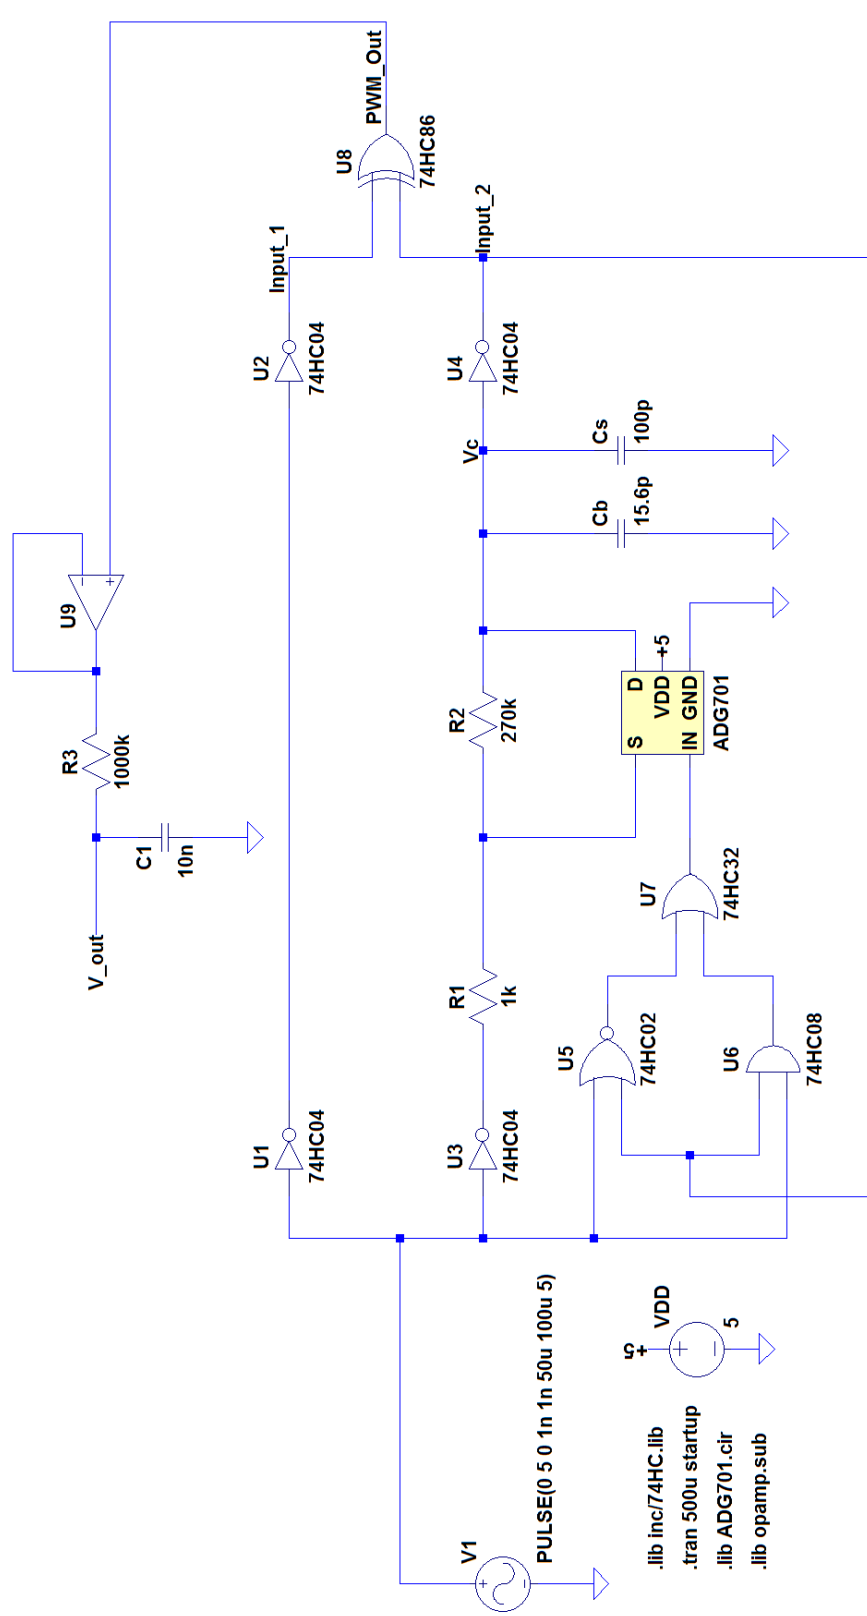 V_out
C1
10n
R3
1000k
U9
-
+
PWM_Out
U8
74HC86
Input_1
U2
74HC04
U1
74HC04
Input_2
U4
74HC04
Vc
Cs
100p
Cb
15.6p
R2
270k
S
D
VDD
+5
IN
GND
ADG701
R1
1k
U7
74HC32
U3
74HC04
U5
74HC02
U6
74HC08
V1
+
-
PULSE(0 5 0 1n 1n 50u 100u 5)
+5
VDD
+
-
5
.lib inc/74HC.lib
.tran 500u startup
.lib ADG701.cir
.lib opamp.sub